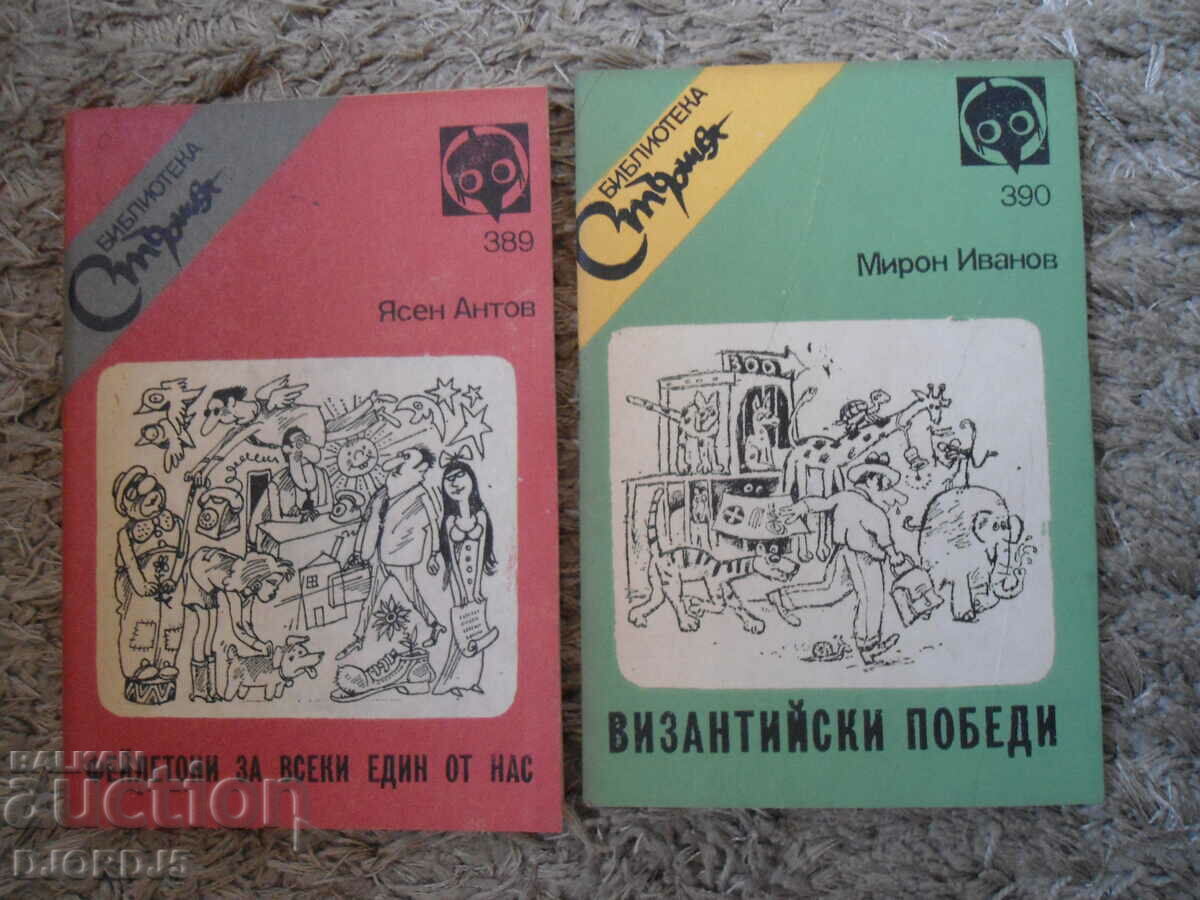 БИБЛИОТЕКА
Стършел
389
Ясен Антов
ФЕЙЛЕТОНИ ЗА ВСЕКИ ЕДИН ОТ НАС
БИБЛИОТЕКА
Стършел
390
Мирон Иванов
ЗОО
ВИЗАНТИЙСКИ ПОБЕДИ
BALKAN
auction
DJORDJ5